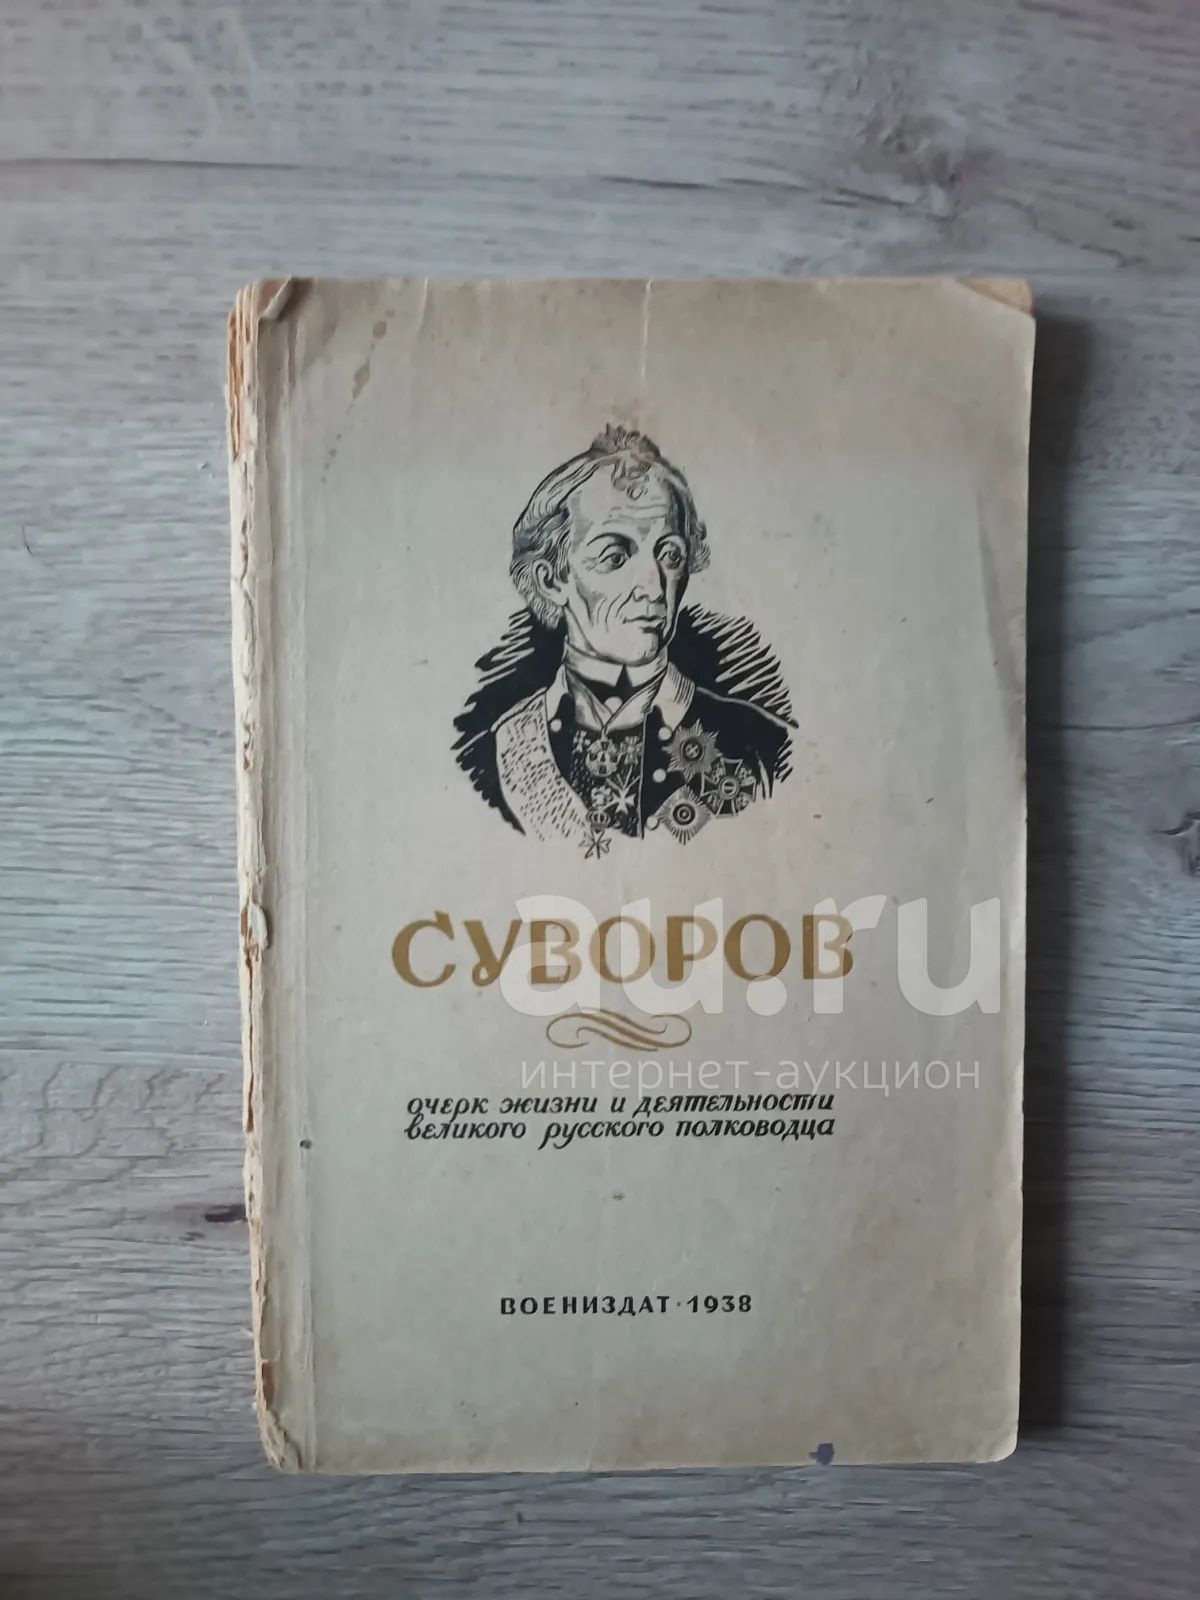 СУВОРОВ
au.ru
интернет-аукцион
очерк жизни и деятельности
великого русского полководца
ВОЕНИЗДАТ · 1938